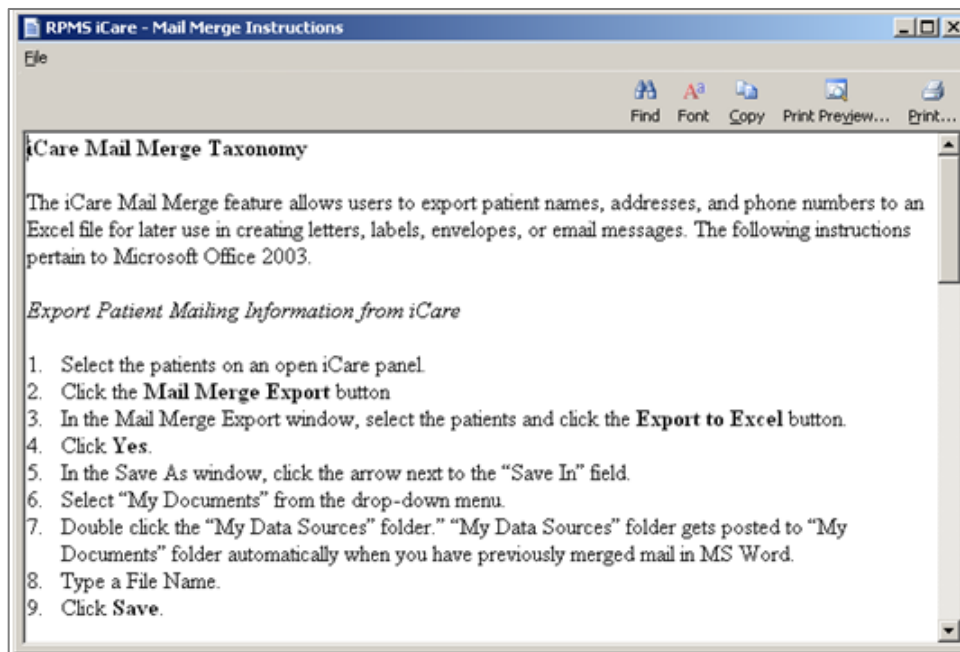 RPMS iCare - Mail Merge Instructions
File
Find Font Copy Print Preview... Print...
iCare Mail Merge Taxonomy
The iCare Mail Merge feature allows users to export patient names, addresses, and phone numbers to an
Excel file for later use in creating letters, labels, envelopes, or email messages. The following instructions
pertain to Microsoft Office 2003.
Export Patient Mailing Information from iCare
1. Select the patients on an open iCare panel.
2. Click the Mail Merge Export button
3. In the Mail Merge Export window, select the patients and click the Export to Excel button.
4. Click Yes.
5. In the Save As window, click the arrow next to the “Save In” field.
6. Select “My Documents” from the drop-down menu.
7. Double click the “My Data Sources” folder.” “My Data Sources” folder gets posted to “My
Documents” folder automatically when you have previously merged mail in MS Word.
8. Type a File Name.
9. Click Save.